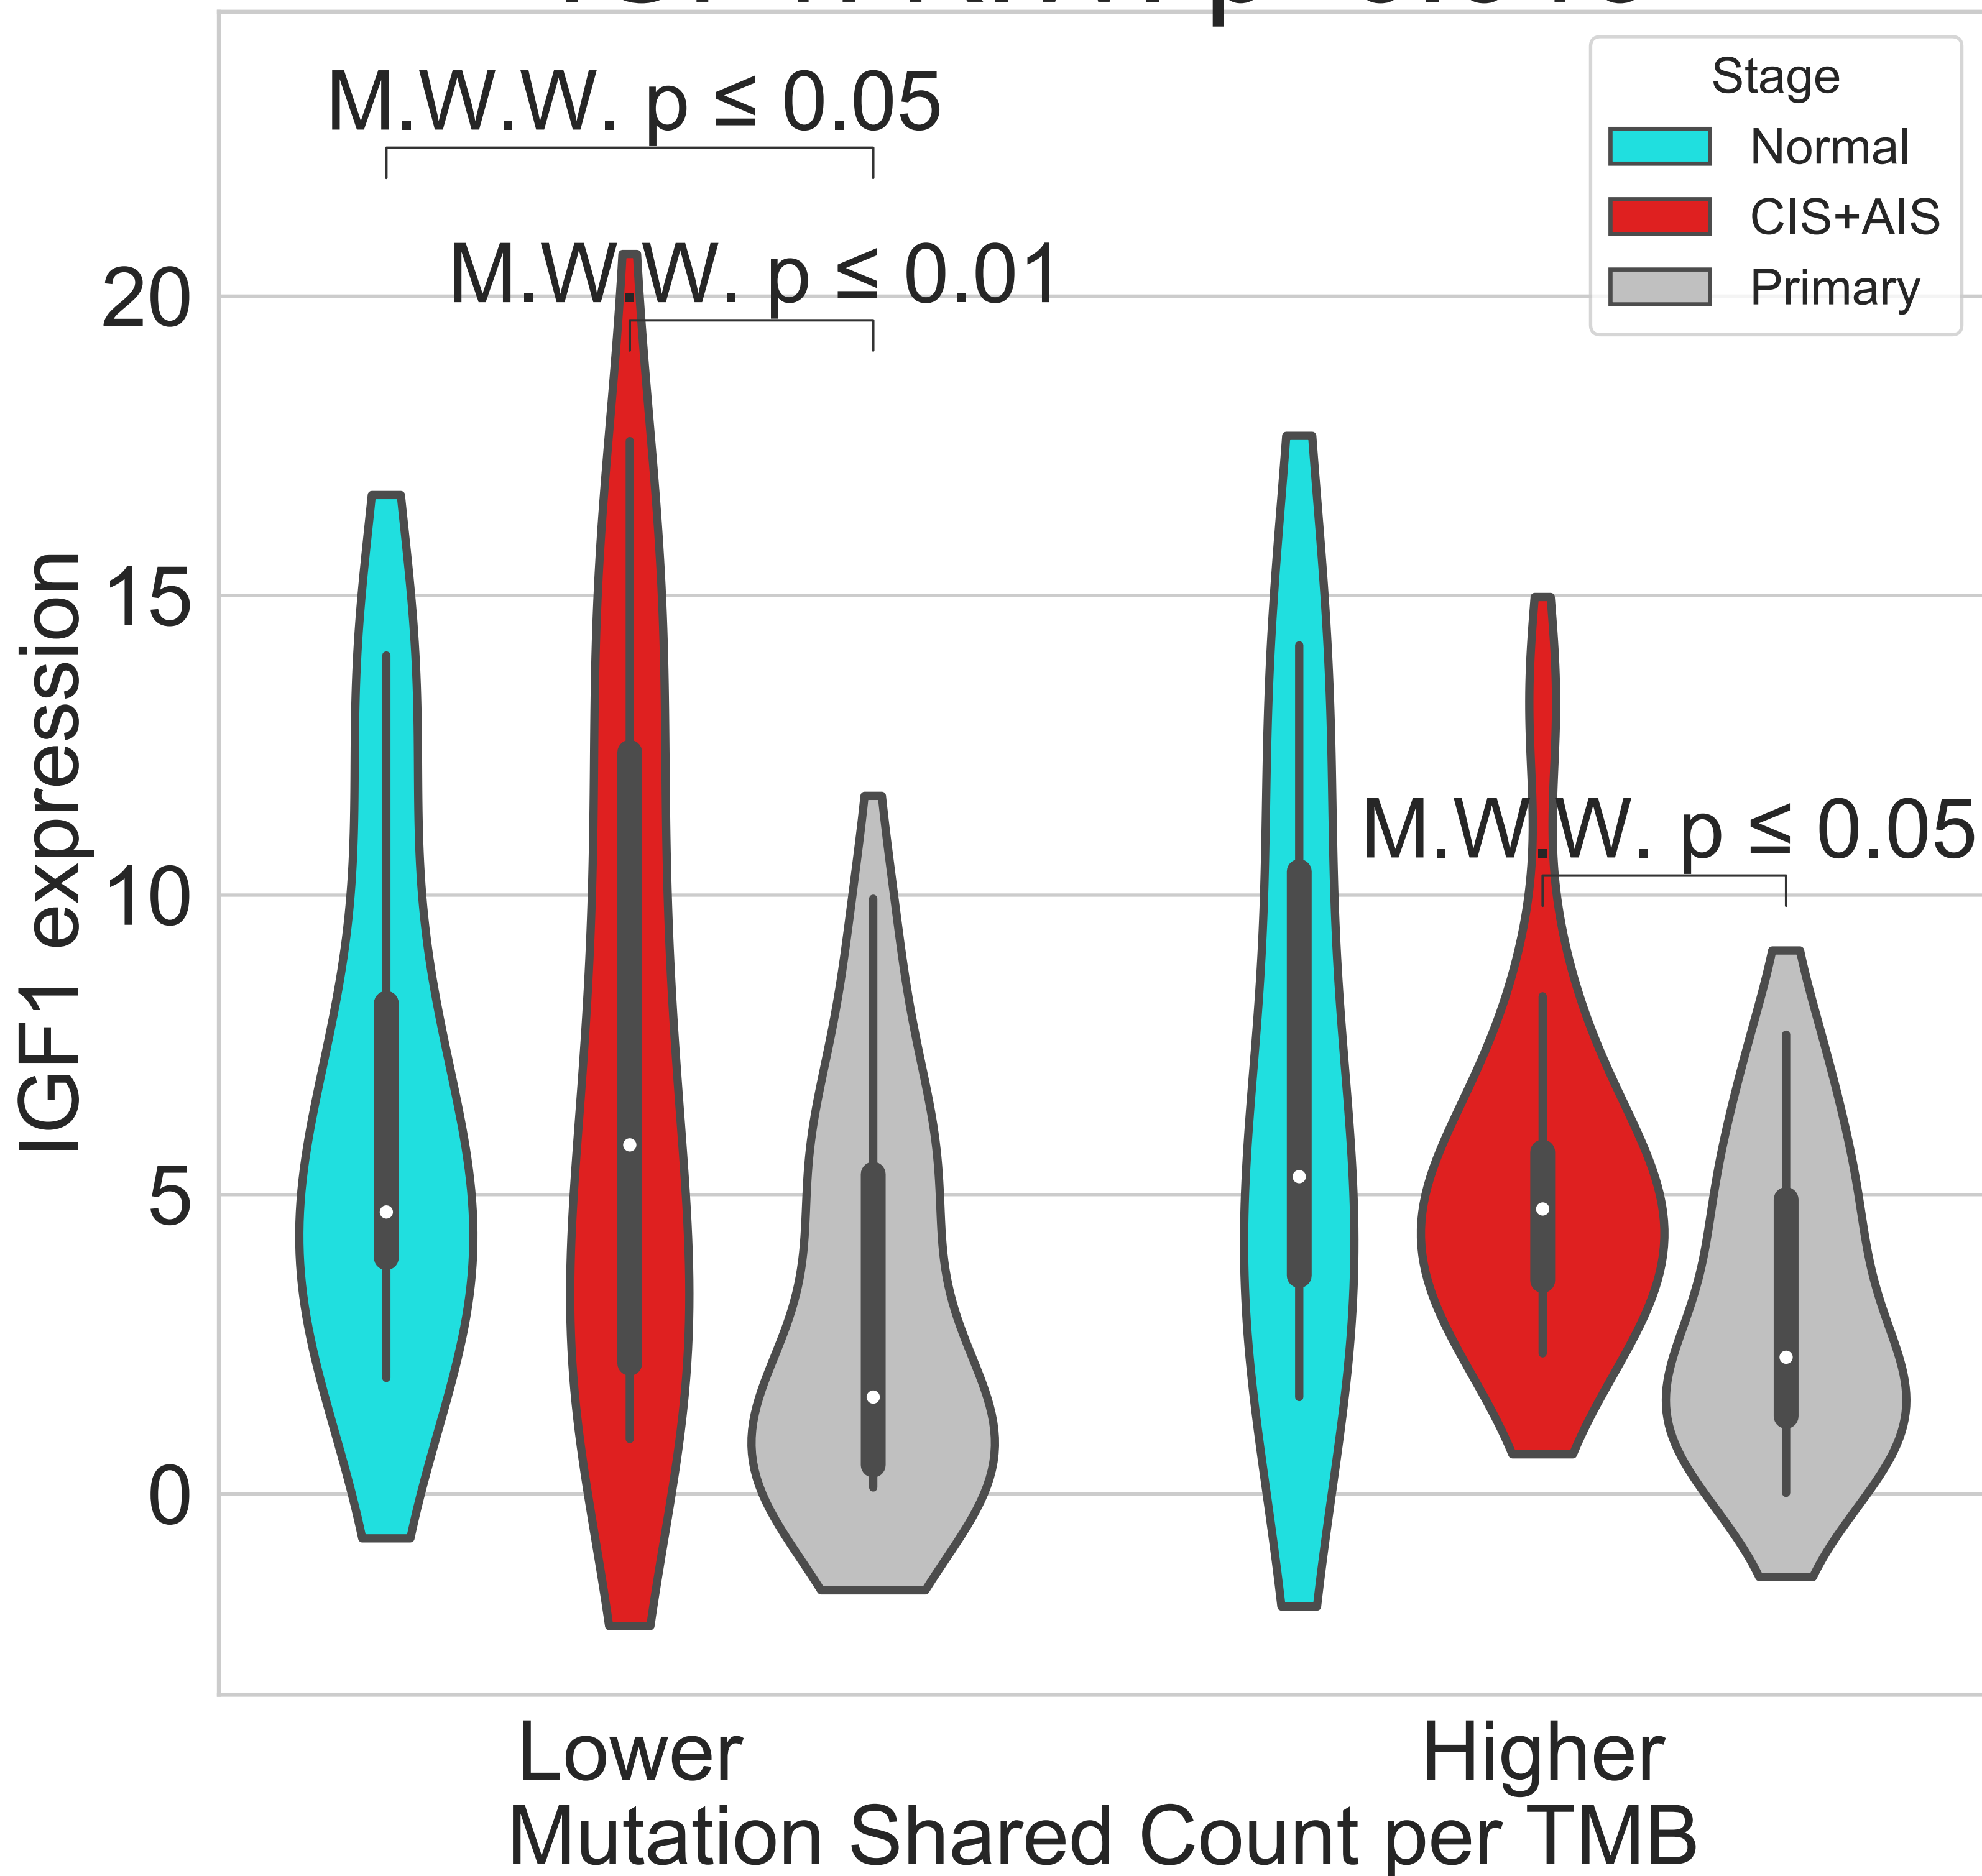 M.W.W. p ≤ 0.05
Stage
Normal
CIS+AIS
Primary
M.W.W. p ≤ 0.01
20
15
10
5
0
IGF1 expression
M.W.W. p ≤ 0.05
Lower
Higher
Mutation Shared Count per TMB